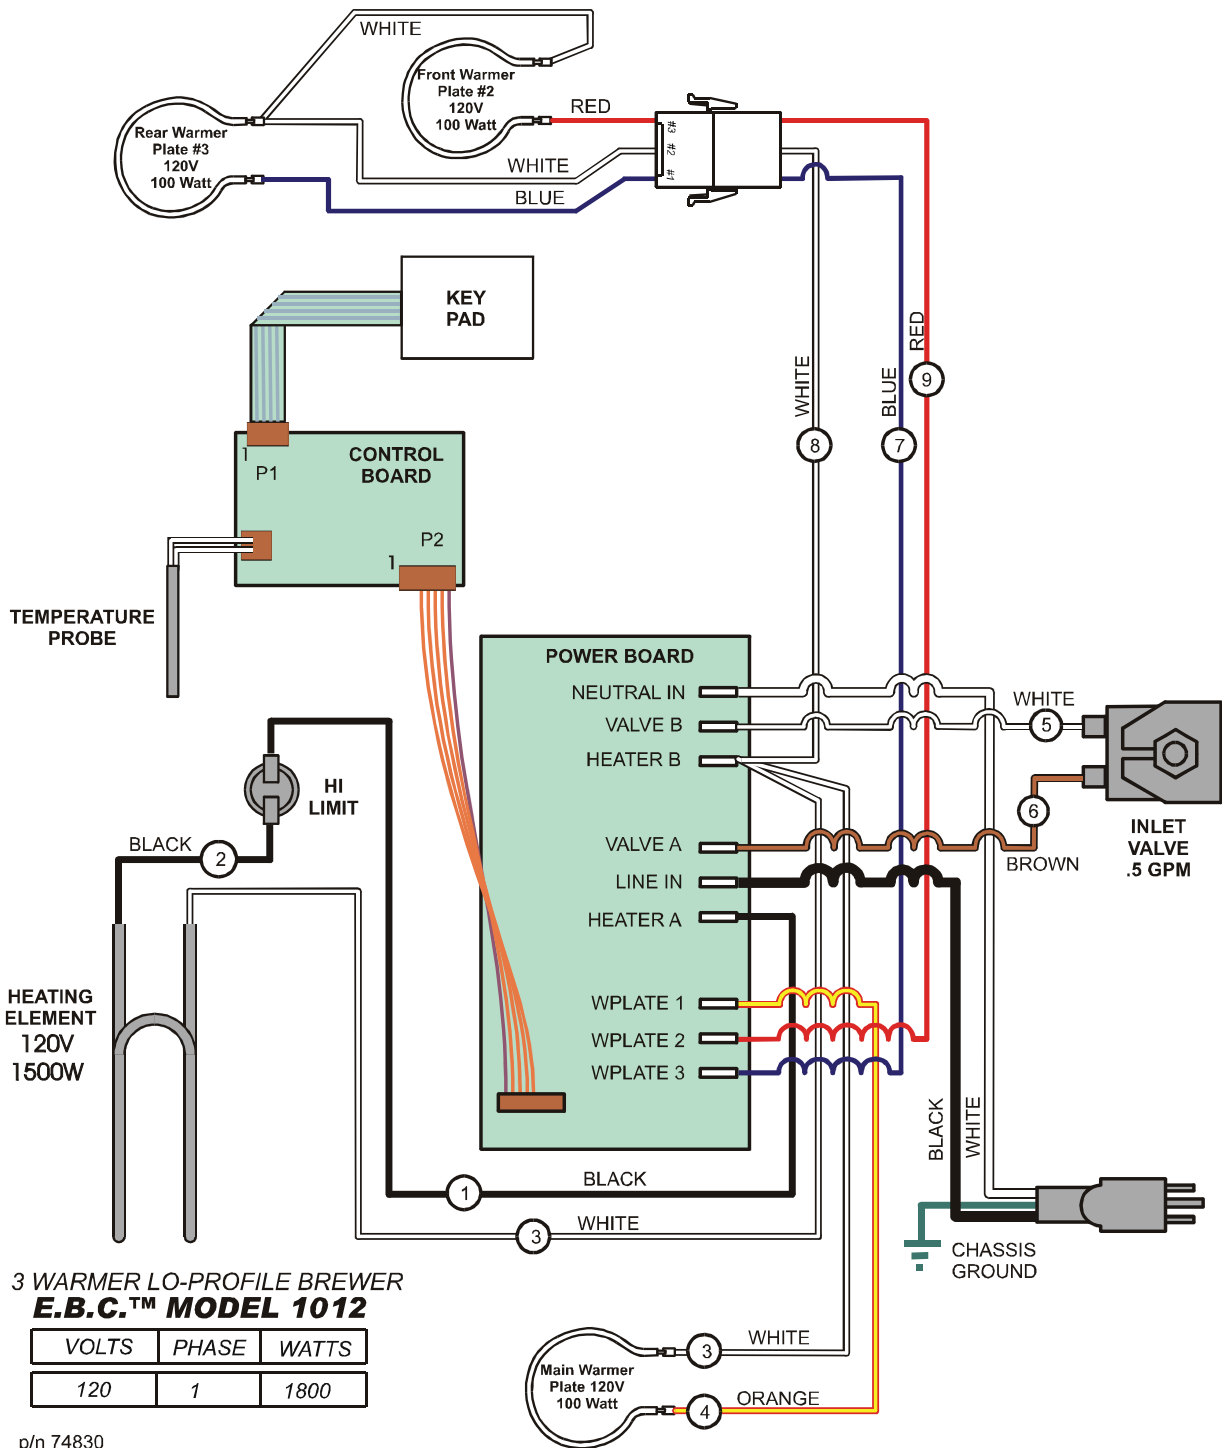 WHITE
Front Warmer
Plate #2
120V
100 Watt
RED
Rear Warmer
Plate #3
120V
100 Watt
WHITE
BLUE
#3
#2
#1
KEY
PAD
RED
9
WHITE
BLUE
8
7
1
P1
CONTROL
BOARD
P2
1
TEMPERATURE
PROBE
POWER BOARD
NEUTRAL IN
VALVE B
HEATER B
VALVE A
LINE IN
HEATER A
WPLATE 1
WPLATE 2
WPLATE 3
WHITE
5
6
BROWN
INLET
VALVE
.5 GPM
HI
LIMIT
BLACK
2
HEATING
ELEMENT
120V
1500W
BLACK
WHITE
1
BLACK
3
WHITE
CHASSIS
GROUND
3 WARMER LO-PROFILE BREWER
E.B.C.™ MODEL 1012
VOLTS PHASE WATTS
120 1 1800
p/n 74830
Main Warmer
Plate 120V
100 Watt
3
WHITE
4
ORANGE